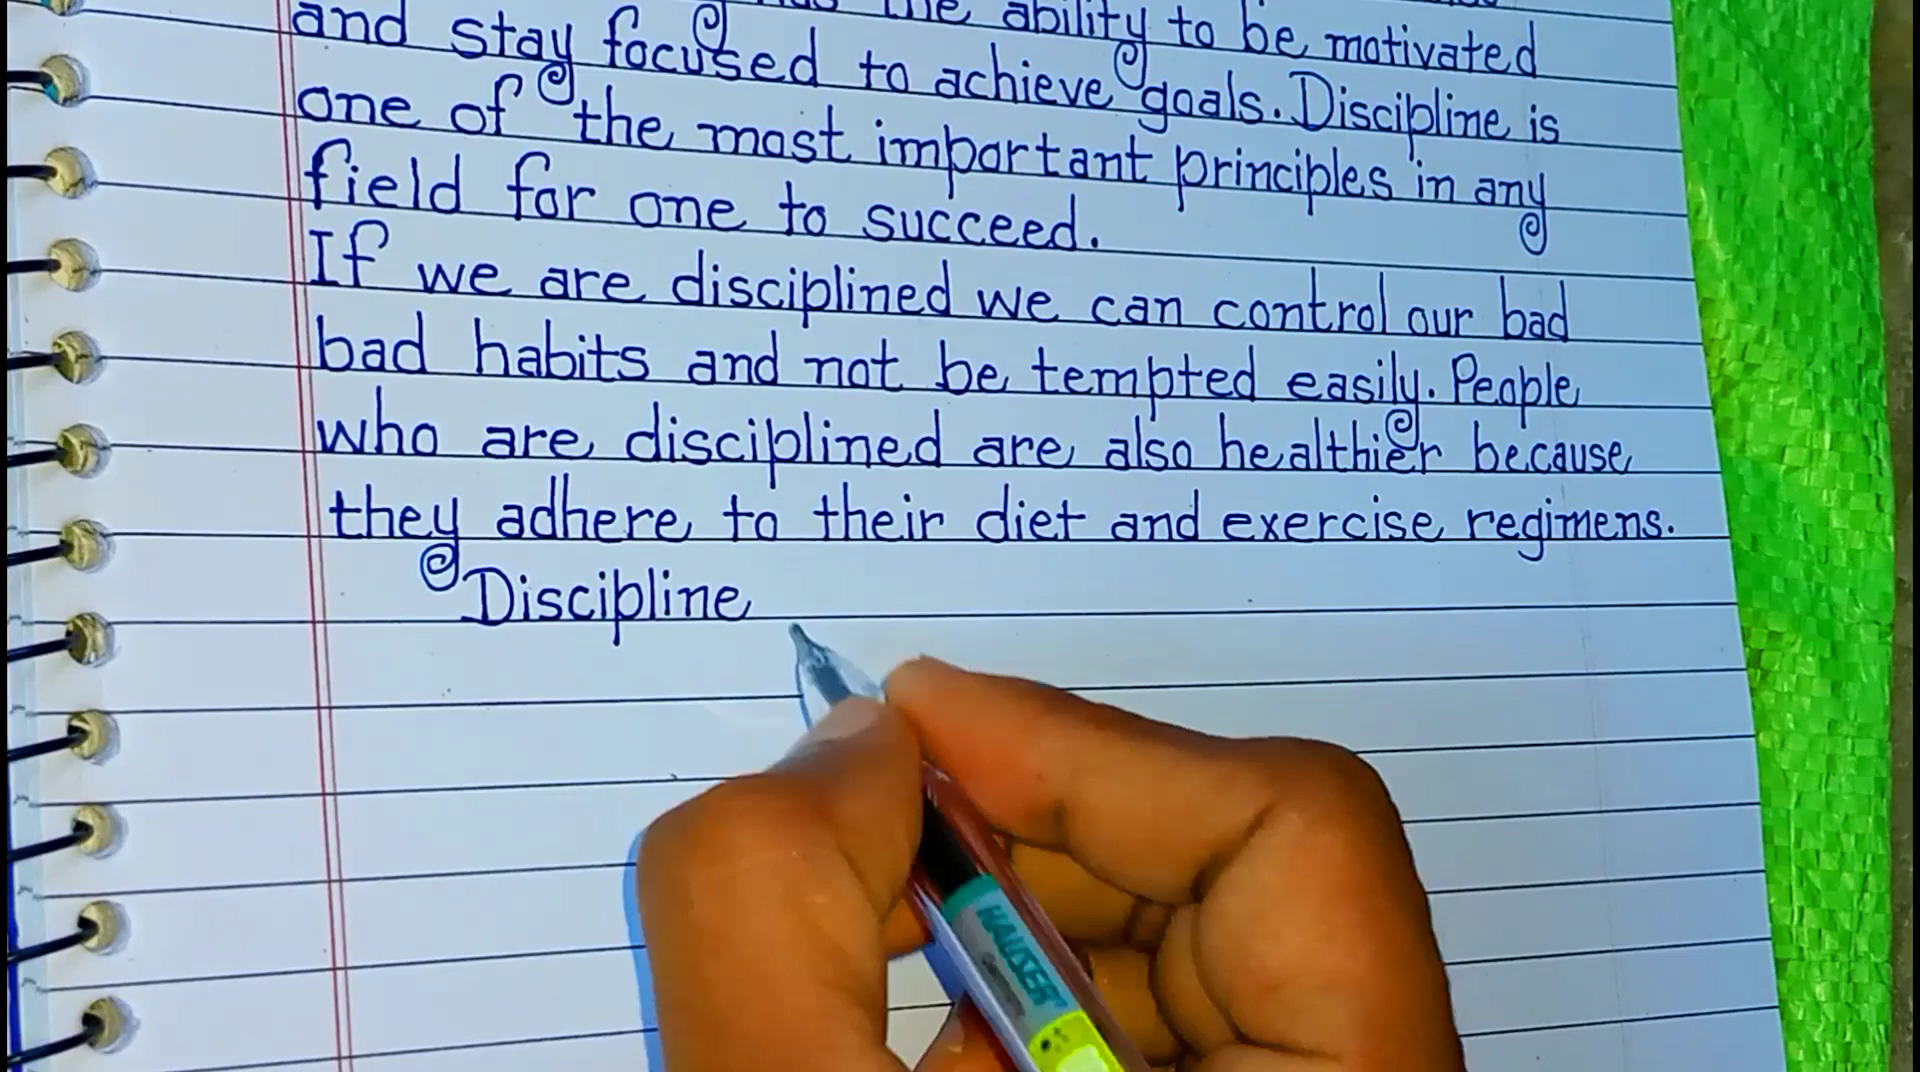 the ability to be motivated
and stay focused to achieve goals. Discipline is
one of the most important principles in any
field for one to succeed.
If we are disciplined we can control our bad
bad habits and not be tempted easily. People
who are disciplined are also healthier because
they adhere to their diet and exercise regimens.
Discipline
HAUSER